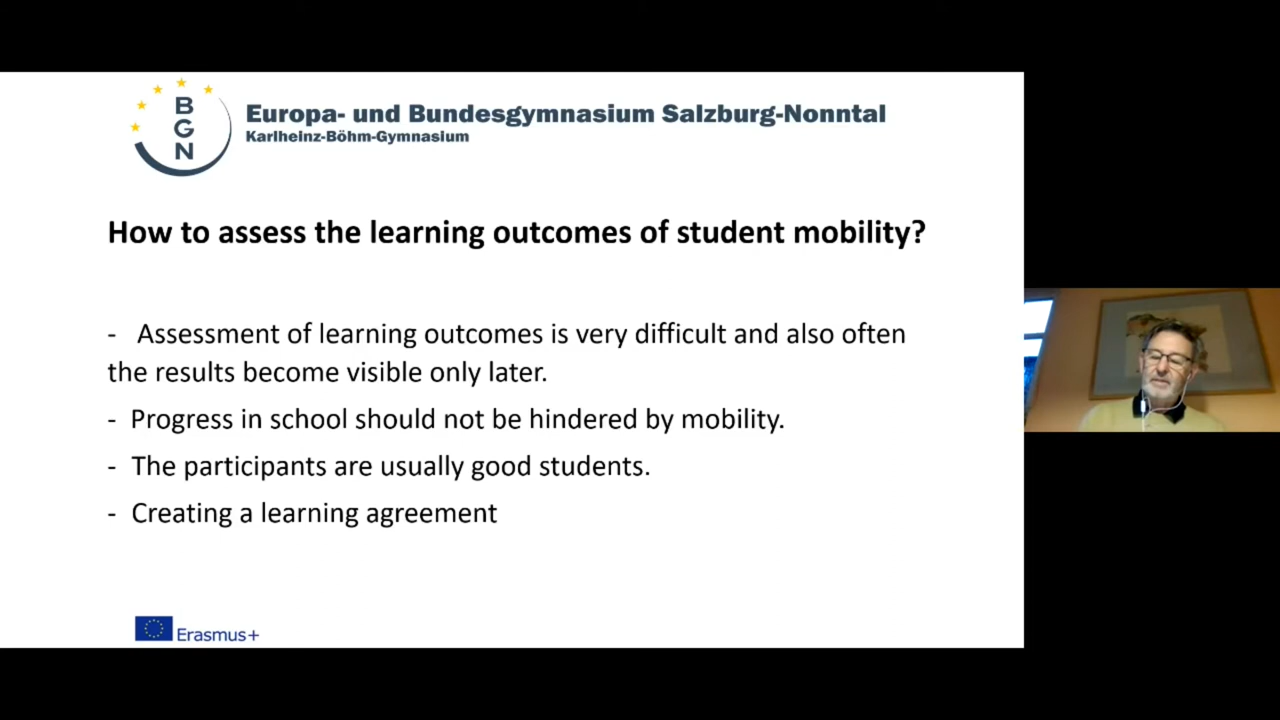 B
G
N
Europa- und Bundesgymnasium Salzburg-Nonntal
Karlheinz-Böhm-Gymnasium
How to assess the learning outcomes of student mobility?
- Assessment of learning outcomes is very difficult and also often
the results become visible only later.
- Progress in school should not be hindered by mobility.
- The participants are usually good students.
- Creating a learning agreement
Erasmus+